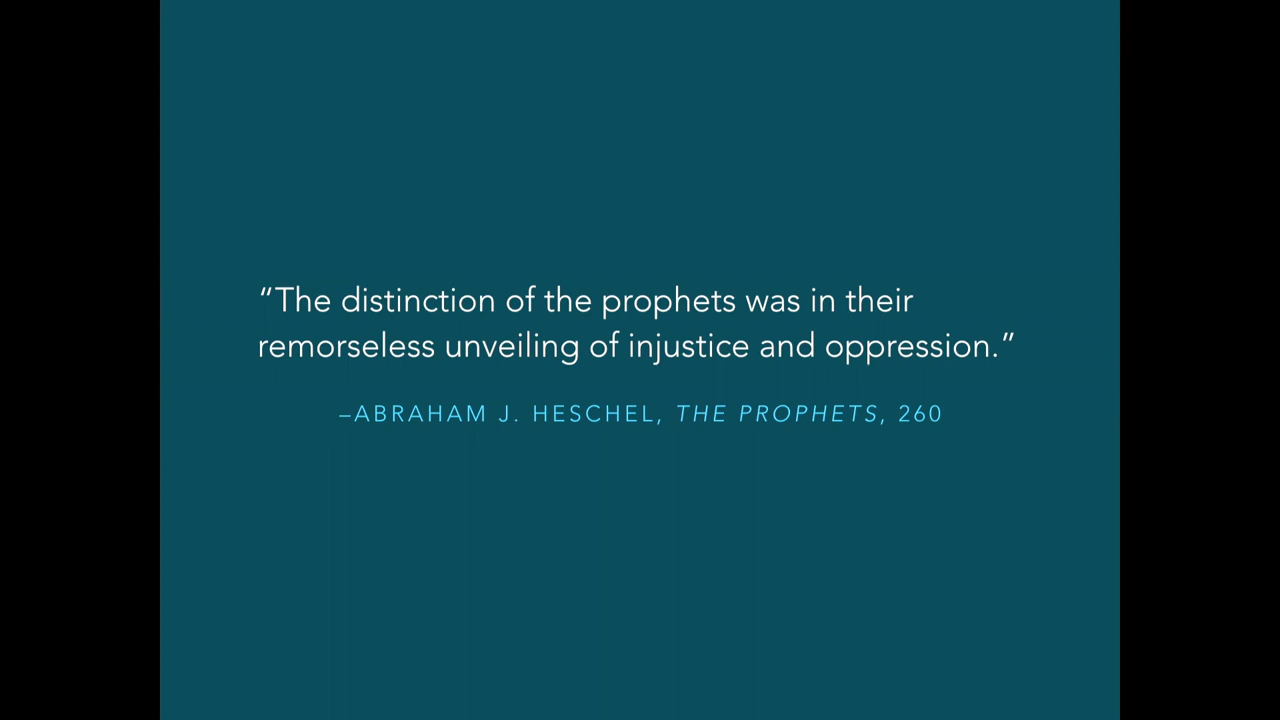 “The distinction of the prophets was in their
remorseless unveiling of injustice and oppression.”
–ABRAHAM J. HESCHEL, THE PROPHETS, 260